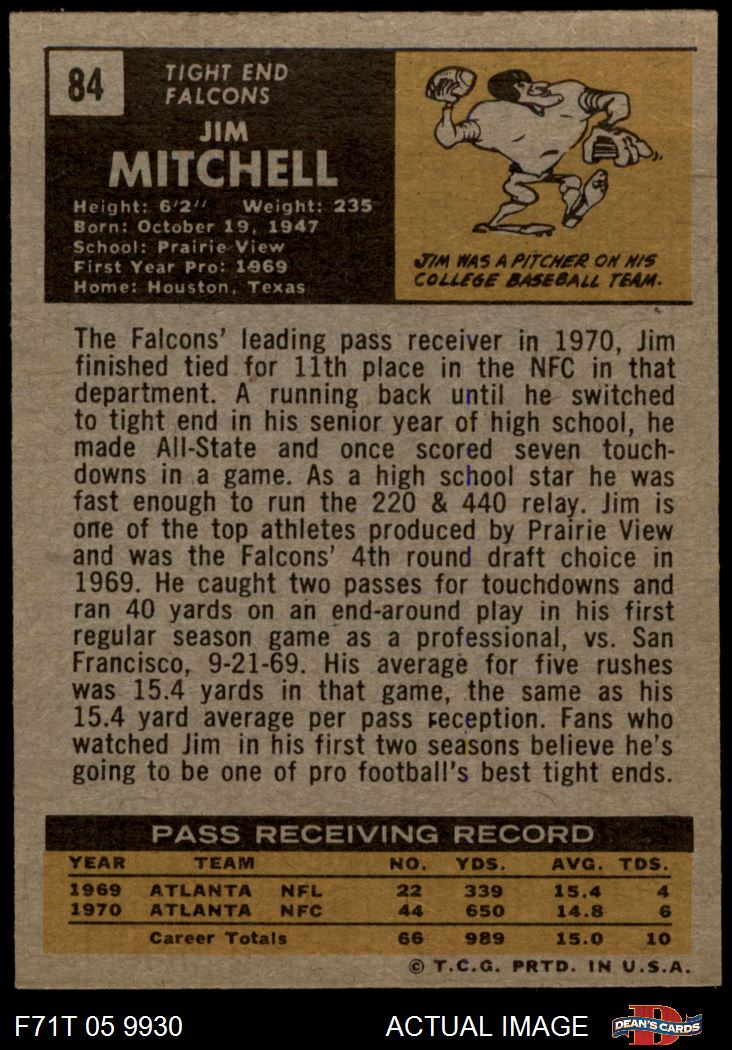 84
TIGHT END
FALCONS
JIM
MITCHELL
Height: 6'2" Weight: 235
Born: October 19, 1947
School: Prairie View
First Year Pro: 1969
Home: Houston, Texas
JIM WAS A PITCHER ON HIS
COLLEGE BASEBALL TEAM.
The Falcons' leading pass receiver in 1970, Jim
finished tied for 11th place in the NFC in that
department. A running back until he switched
to tight end in his senior year of high school, he
made All-State and once scored seven touch-
downs in a game. As a high school star he was
fast enough to run the 220 & 440 relay. Jim is
one of the top athletes produced by Prairie View
and was the Falcons' 4th round draft choice in
1969. He caught two passes for touchdowns and
ran 40 yards on an end-around play in his first
regular season game as a professional, vs. San
Francisco, 9-21-69. His average for five rushes
was 15.4 yards in that game, the same as his
15.4 yard average per pass reception. Fans who
watched Jim in his first two seasons believe he's
going to be one of pro football's best tight ends.
PASS RECEIVING RECORD
YEAR TEAM NO. YDS. AVG. TDS.
1969 ATLANTA NFL 22 339 15.4 4
1970 ATLANTA NFC 44 650 14.8 6
Career Totals 66 989 15.0 10
© T.C.G. PRTD. IN U.S.A.
F71T 05 9930 ACTUAL IMAGE DEAN'S CARDS